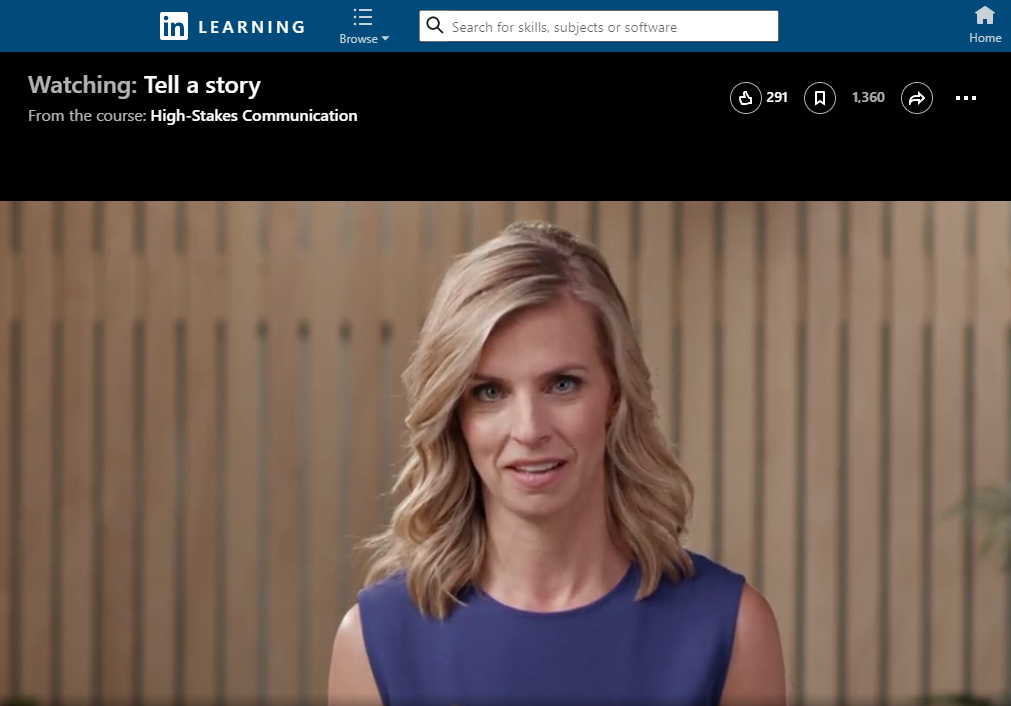 in LEARNING
Browse
Search for skills, subjects or software
Home
Watching: Tell a story
From the course: High-Stakes Communication
291
1,360